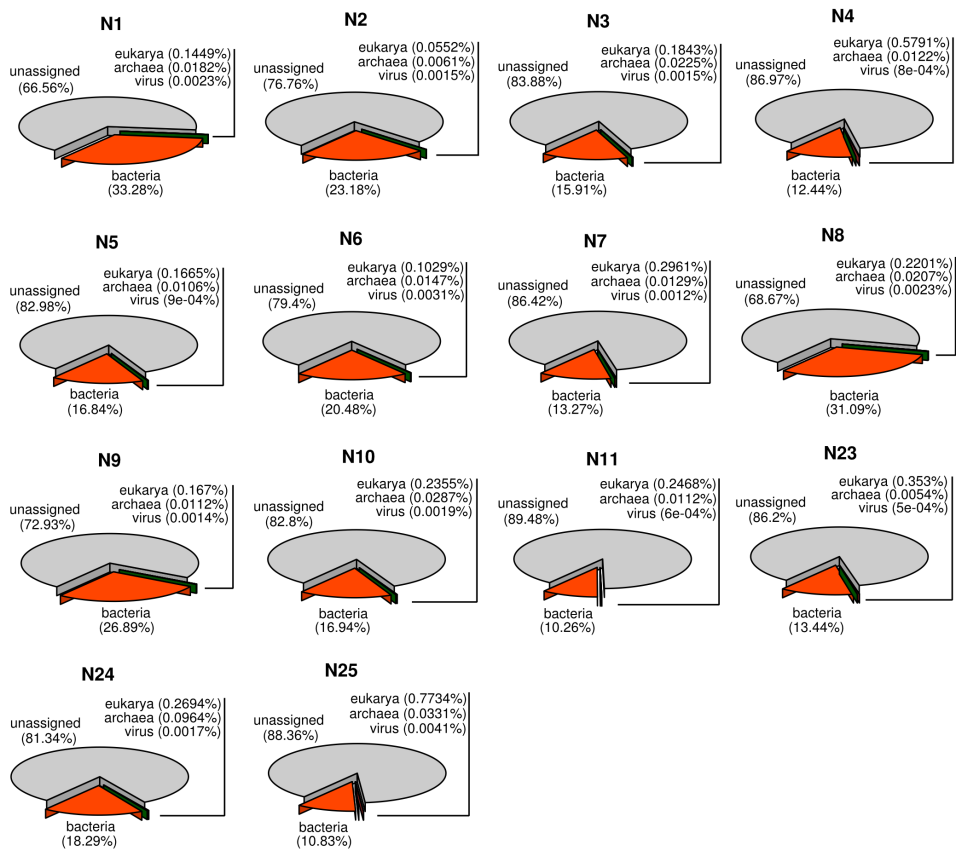 N1
eukarya (0.1449%)
archaea (0.0182%)
virus (0.0023%)
unassigned
(66.56%)
bacteria
(33.28%)
N2
eukarya (0.0552%)
archaea (0.0061%)
virus (0.0015%)
unassigned
(76.76%)
bacteria
(23.18%)
N3
eukarya (0.1843%)
archaea (0.0225%)
virus (0.0015%)
unassigned
(83.88%)
bacteria
(15.91%)
N4
eukarya (0.5791%)
archaea (0.0122%)
virus (8e-04%)
unassigned
(86.97%)
bacteria
(12.44%)
N5
eukarya (0.1665%)
archaea (0.0106%)
virus (9e-04%)
unassigned
(82.98%)
bacteria
(16.84%)
N6
eukarya (0.1029%)
archaea (0.0147%)
virus (0.0031%)
unassigned
(79.4%)
bacteria
(20.48%)
N7
eukarya (0.2961%)
archaea (0.0129%)
virus (0.0012%)
unassigned
(86.42%)
bacteria
(13.27%)
N8
eukarya (0.2201%)
archaea (0.0207%)
virus (0.0023%)
unassigned
(68.67%)
bacteria
(31.09%)
N9
eukarya (0.167%)
archaea (0.0112%)
virus (0.0014%)
unassigned
(72.93%)
bacteria
(26.89%)
N10
eukarya (0.2355%)
archaea (0.0287%)
virus (0.0019%)
unassigned
(82.8%)
bacteria
(16.94%)
N11
eukarya (0.2468%)
archaea (0.0112%)
virus (6e-04%)
unassigned
(89.48%)
bacteria
(10.26%)
N23
eukarya (0.353%)
archaea (0.0054%)
virus (5e-04%)
unassigned
(86.2%)
bacteria
(13.44%)
N24
eukarya (0.2694%)
archaea (0.0964%)
virus (0.0017%)
unassigned
(81.34%)
bacteria
(18.29%)
N25
eukarya (0.7734%)
archaea (0.0331%)
virus (0.0041%)
unassigned
(88.36%)
bacteria
(10.83%)